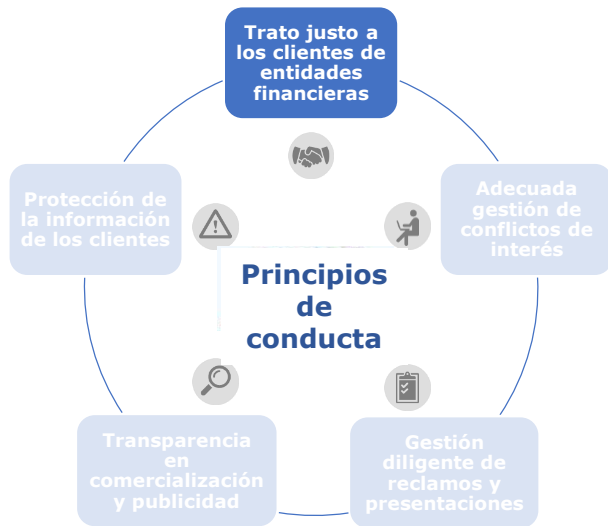 Trato justo a
los clientes de
entidades
financieras
Adecuada
gestión de
conflictos de
interés
Gestión
diligente de
reclamos y
presentaciones
Transparencia
en
comercialización
y publicidad
Protección de
la información
de los clientes
Principios
de
conducta